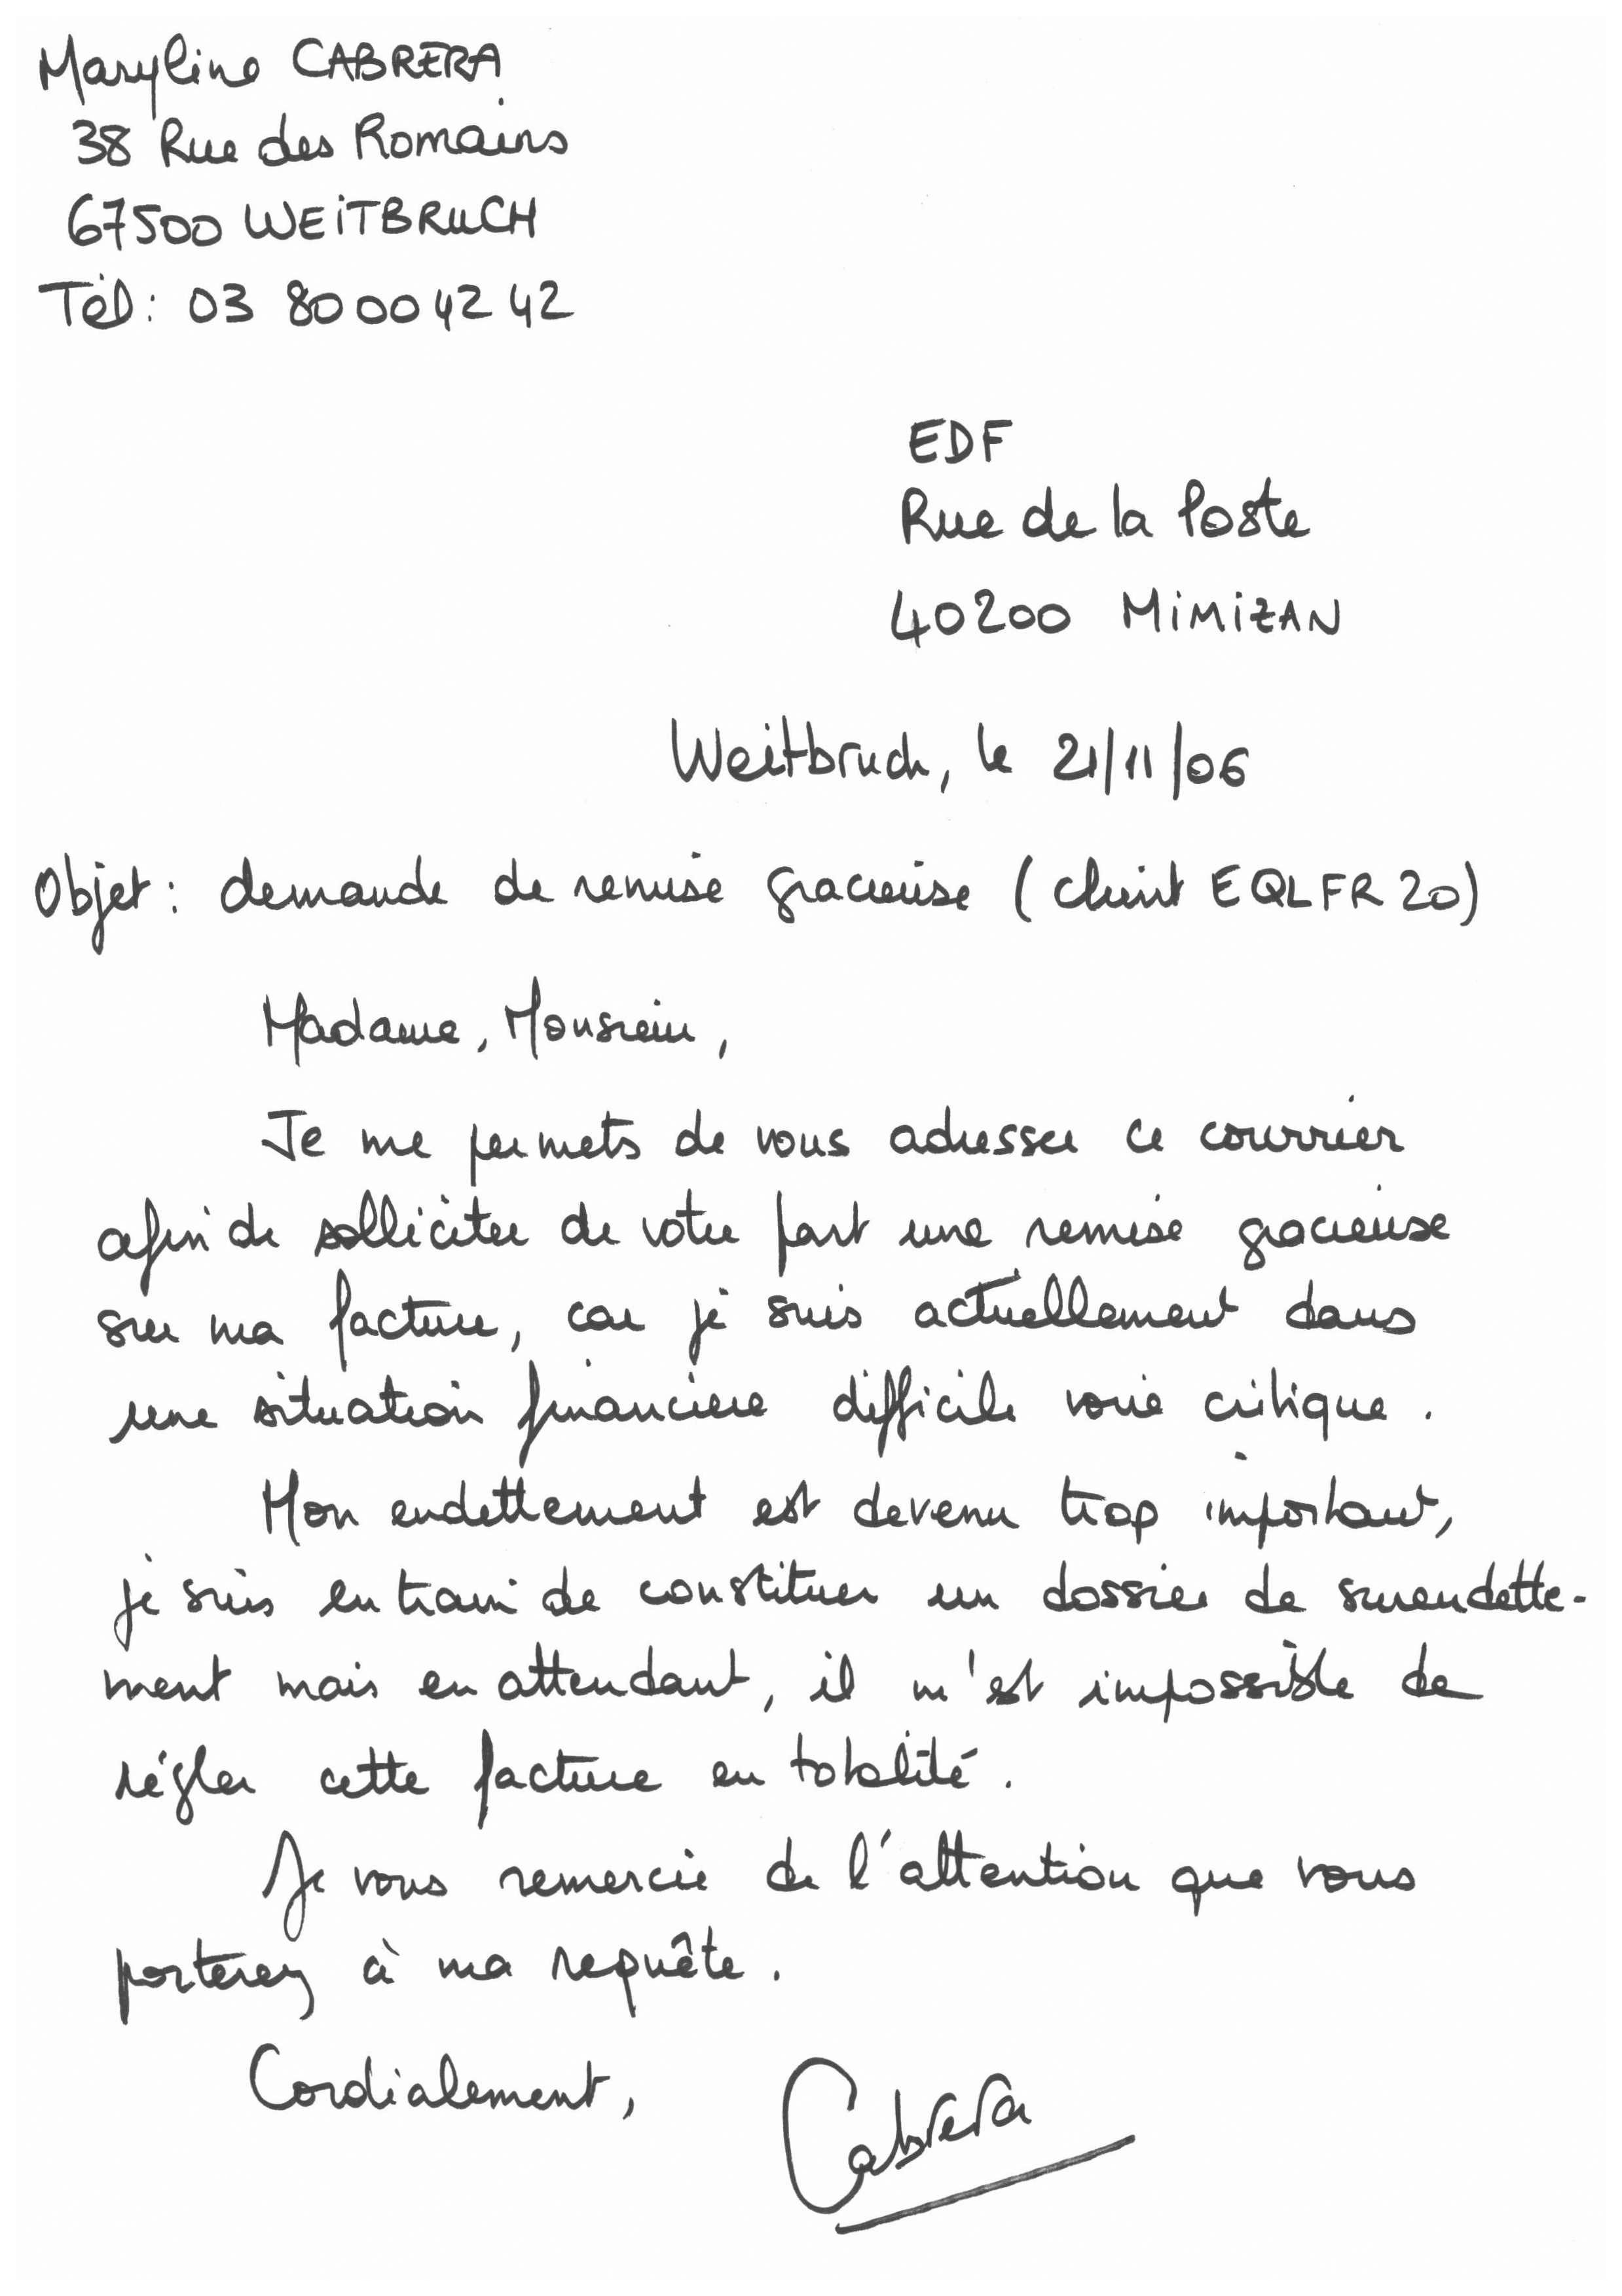 Maryline CABRERA
38 Rue des Romains
67500 WEITBRUCH
Tél: 03 80 00 42 42
EDF
Rue de la Poste
40200 MIMIZAN
Weitbruch, le 21/11/06
Objet: demande de remise gracieuse (client EQLFR20)
Madame, Monsieur,
Je me permets de vous adresser ce courrier
afin de solliciter de votre part une remise gracieuse
sur ma facture, car je suis actuellement dans
une situation financière difficile voire critique.
Mon endettement est devenu trop important,
je suis en train de constituer un dossier de surendette-
ment mais en attendant, il m'est impossible de
régler cette facture en totalité.
Je vous remercie de l'attention que vous
porterez à ma requête.
Cordialement,
Cabrera